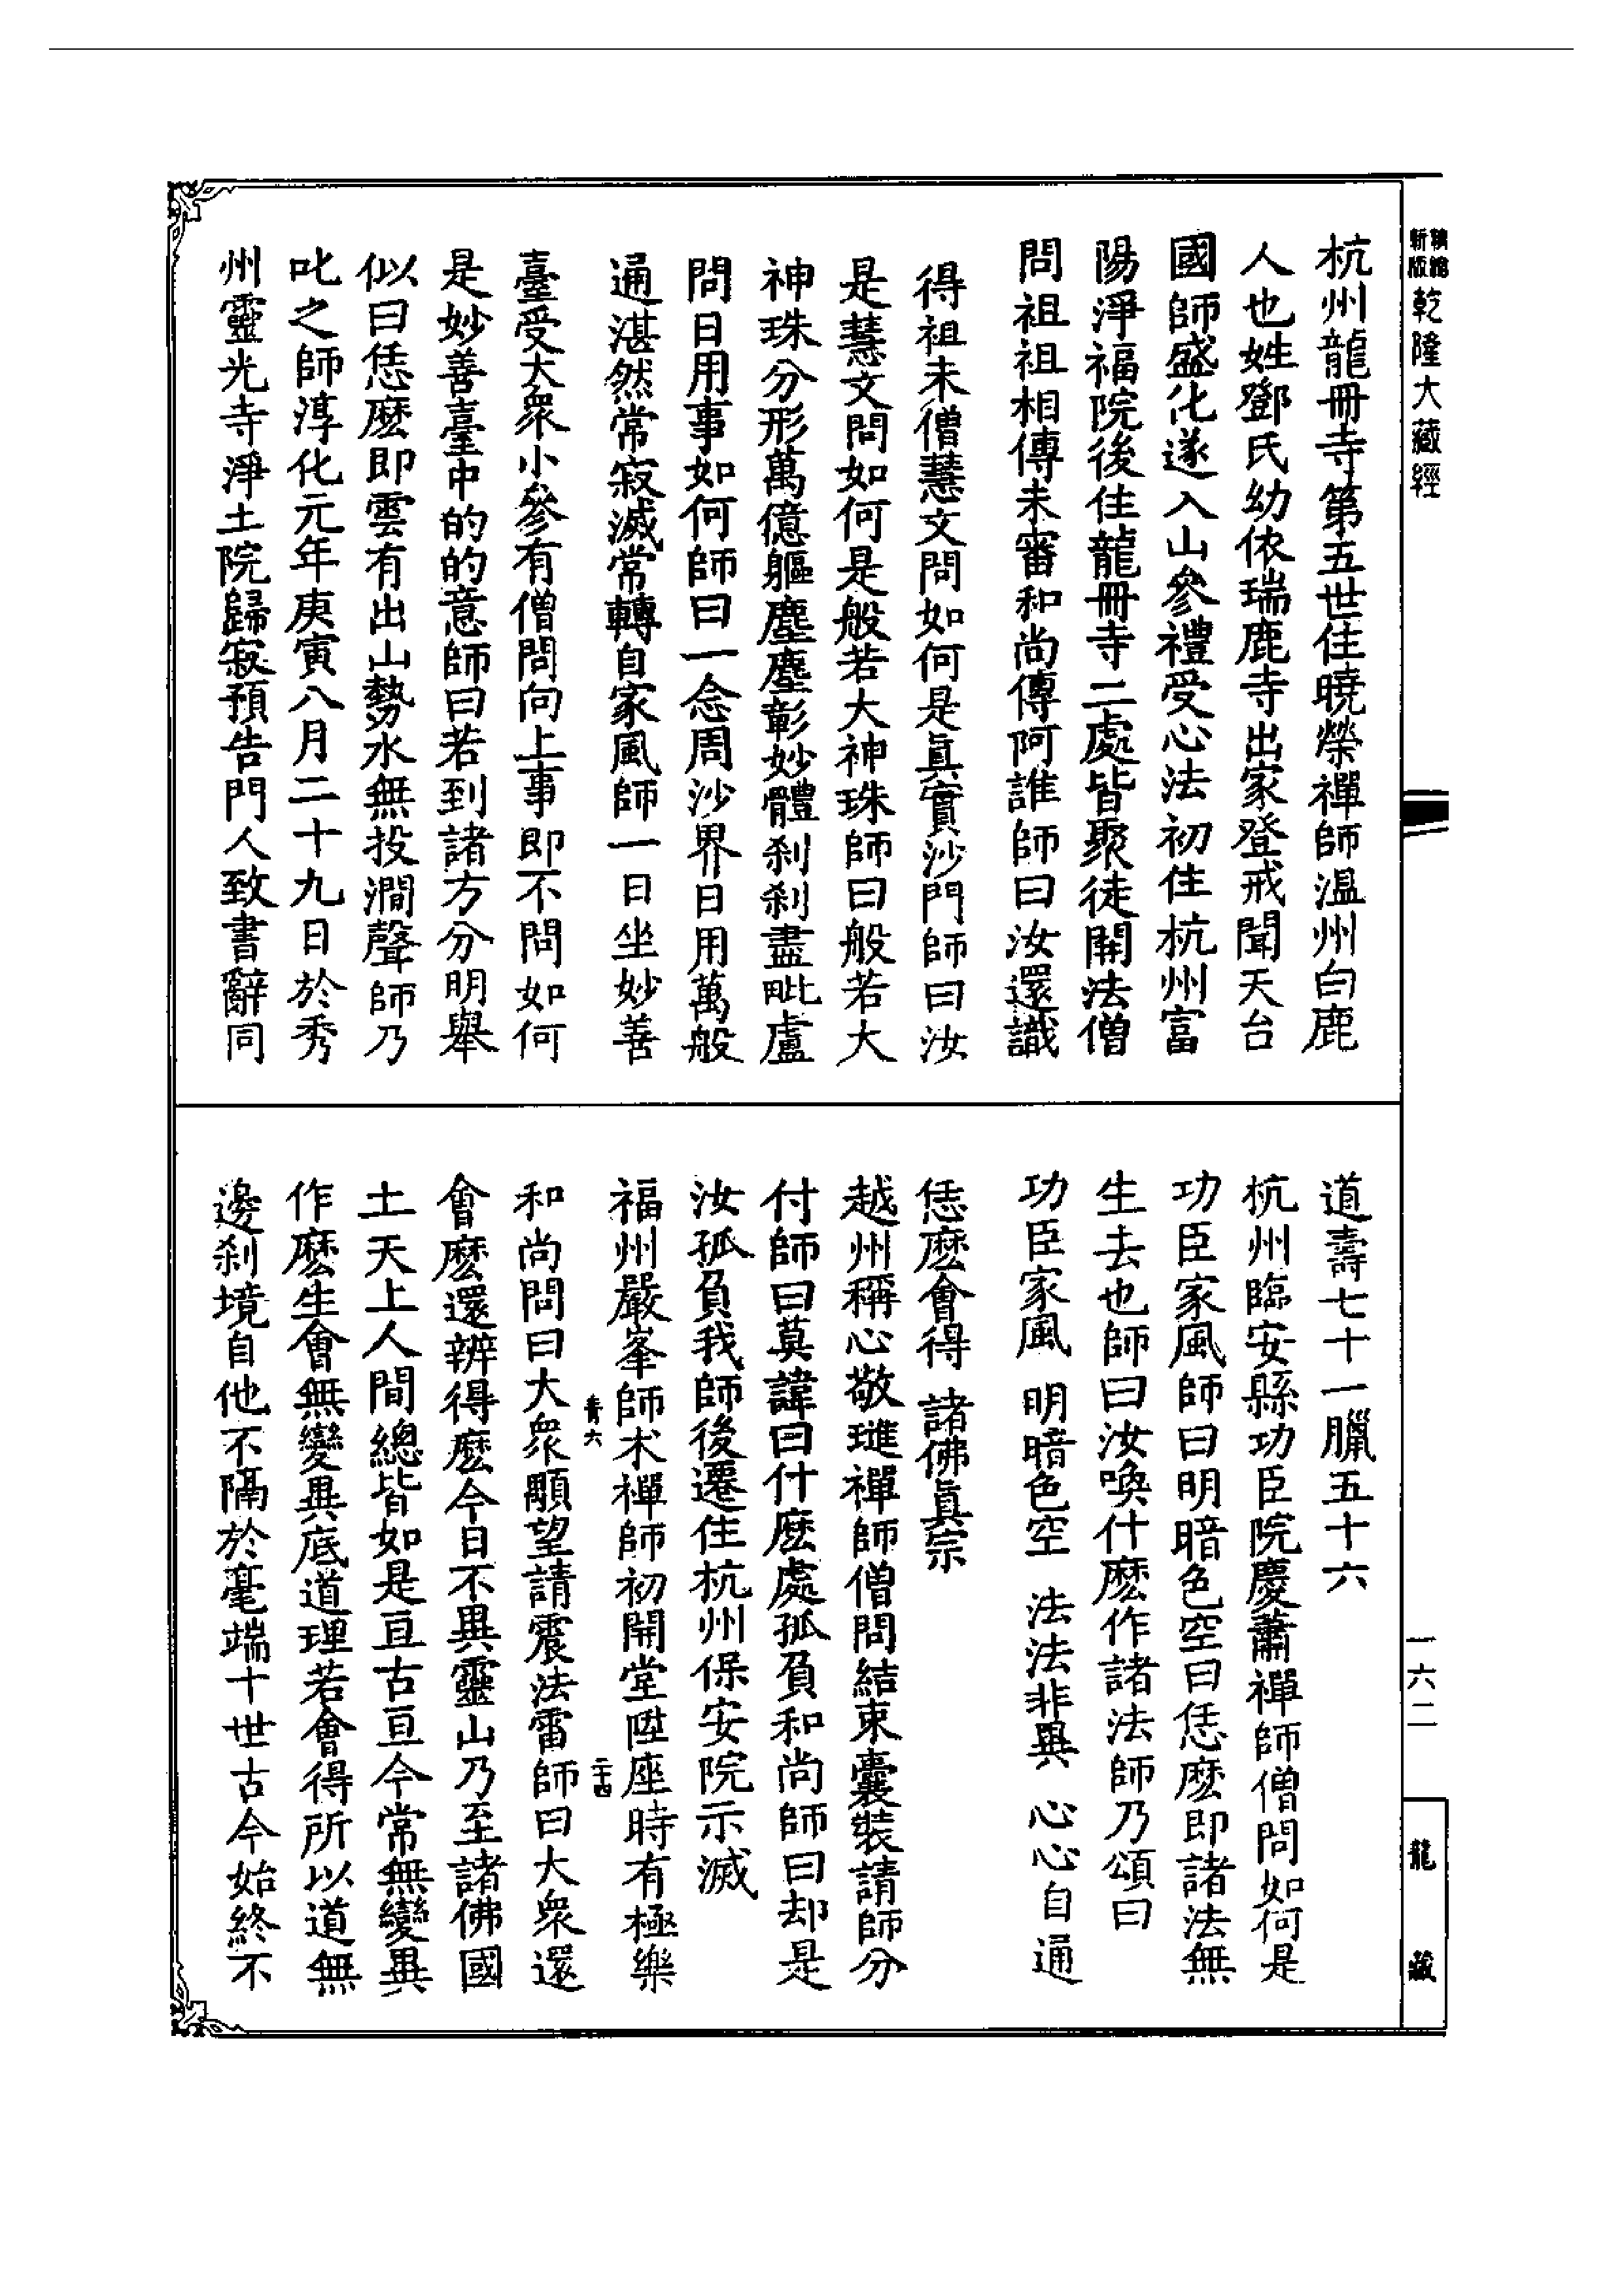 新版精縮乾隆大藏經
杭州龍冊寺第五世住曉榮禪師溫州白鹿
人也姓鄧氏幼依瑞鹿寺出家登戒聞天台
國師盛化遂入山參禮受心法初住杭州富
陽淨福院後住龍冊寺二處皆聚徒開法僧
問祖祖相傳未審和尚傳阿誰師曰汝還識
得祖未僧慧文問如何是真實沙門師曰汝
是慧文問如何是般若大神珠師曰般若大
神珠分形萬億軀塵塵彰妙體剎剎盡毗盧
問日用事如何師曰一念周沙界日用萬般
通湛然常寂滅常轉自家風師一日坐妙善
臺受大衆小參有僧問向上事即不問如何
是妙善臺中的的意師曰若到諸方分明舉
似曰恁麼即雲有出山勢水無投澗聲師乃
叱之師淳化元年庚寅八月二十九日於秀
州靈光寺淨土院歸寂預告門人致書辭同
道壽七十一臘五十六
杭州臨安縣功臣院慶蕭禪師僧問如何是
功臣家風師曰明暗色空曰恁麼即諸法無
生去也師曰汝喚什麼作諸法師乃頌曰
功臣家風 明暗色空 法法非異 心心自通
恁麼會得 諸佛真宗
越州稱心敬璡禪師僧問結束囊裝請師分
付師曰莫諱曰什麼處孤負和尚師曰却是
汝孤負我師後遷住杭州保安院示滅
福州嚴峯師朮禪師初開堂陞座時有極樂
青六
二十四
和尚問曰大衆顒望請震法雷師曰大衆還
會麼還辨得麼今日不異靈山乃至諸佛國
土天上人間總皆如是亘古亘今常無變異
作麼生會無變異底道理若會得所以道無
邊剎境自他不隔於毫端十世古今始終不
一六二
龍藏